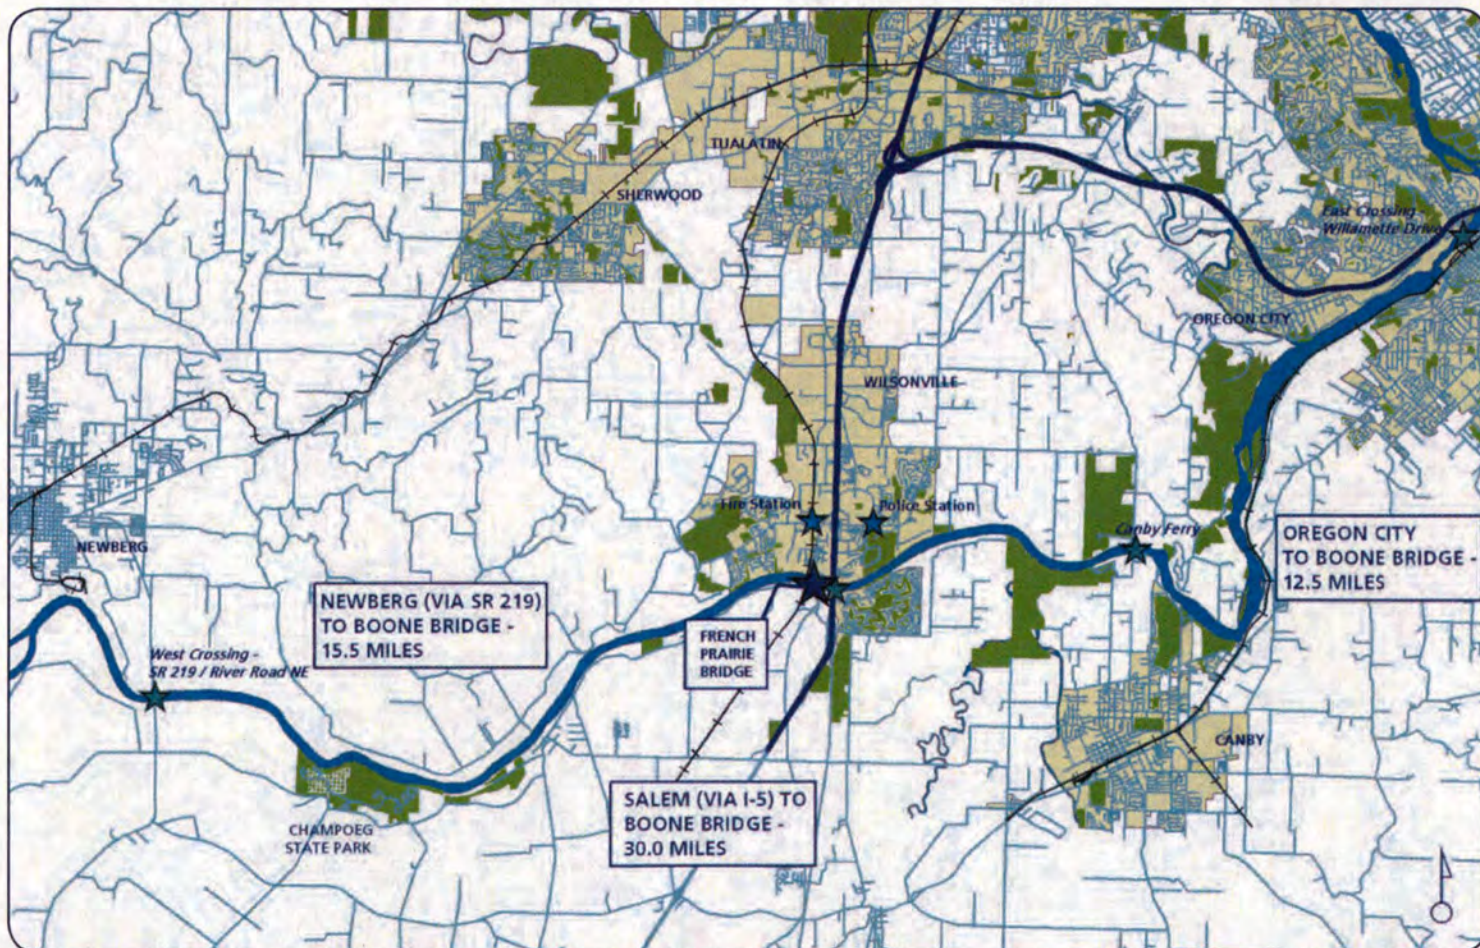 TUALATIN
SHERWOOD
East Crossing -
Willamette Drive
OREGON CITY
WILSONVILLE
Fire Station
Police Station
Canby Ferry
NEWBERG
OREGON CITY
TO BOONE BRIDGE -
12.5 MILES
NEWBERG (VIA SR 219)
TO BOONE BRIDGE -
15.5 MILES
FRENCH
PRAIRIE
BRIDGE
West Crossing -
SR 219 / River Road NE
CANBY
SALEM (VIA I-5) TO
BOONE BRIDGE -
30.0 MILES
CHAMPOEG
STATE PARK